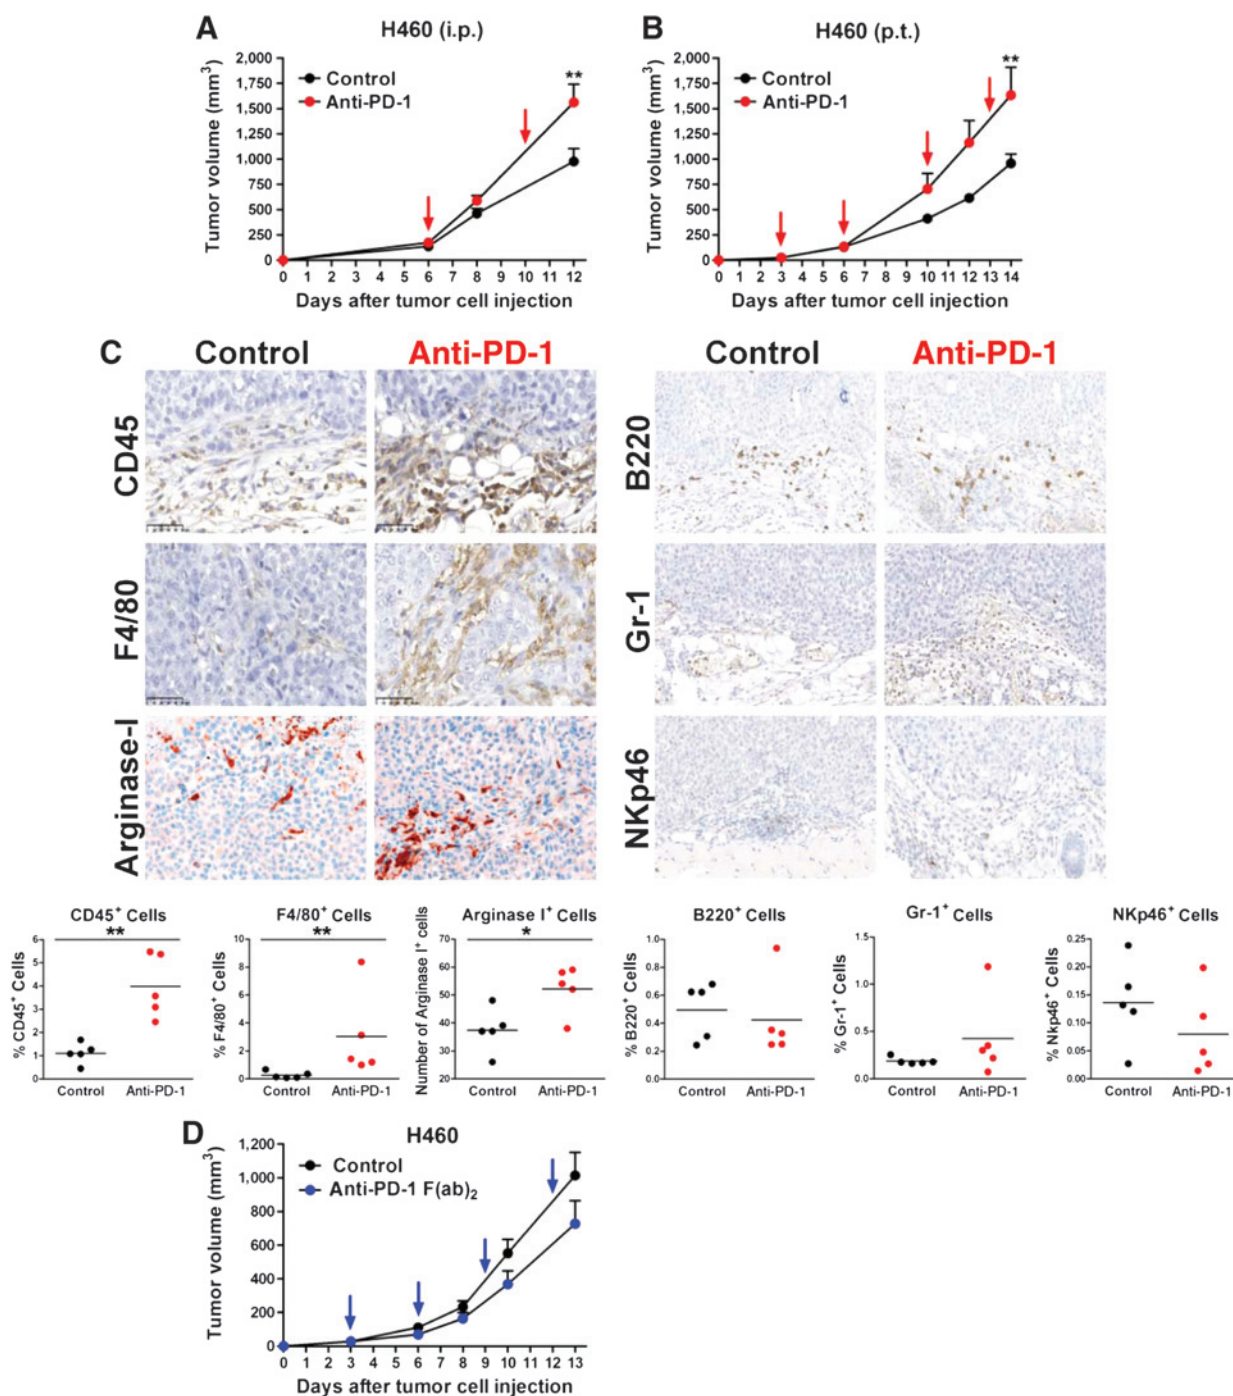 A H460 (i.p.)
Tumor volume (mm³)
2,000
1,750
1,500
1,250
1,000
750
500
250
0
Control
Anti-PD-1
**
0 1 2 3 4 5 6 7 8 9 10 11 12
Days after tumor cell injection
B H460 (p.t.)
Tumor volume (mm³)
2,000
1,750
1,500
1,250
1,000
750
500
250
0
Control
Anti-PD-1
**
0 1 2 3 4 5 6 7 8 9 10 11 12 13 14
Days after tumor cell injection
C Control Anti-PD-1 Control Anti-PD-1
CD45
B220
F4/80
Gr-1
Arginase-I
NKp46
CD45⁺ Cells
**
% CD45⁺ Cells
6
5
4
3
2
1
0
Control Anti-PD-1
F4/80⁺ Cells
**
% F4/80⁺ Cells
10
8
6
4
2
0
Control Anti-PD-1
Arginase I⁺ Cells
*
Number of Arginase I⁺ cells
70
60
50
40
30
20
Control Anti-PD-1
B220⁺ Cells
% B220⁺ Cells
1.0
0.8
0.6
0.4
0.2
0.0
Control Anti-PD-1
Gr-1⁺ Cells
% Gr-1⁺ Cells
1.5
1.0
0.5
0.0
Control Anti-PD-1
NKp46⁺ Cells
% Nkp46⁺ Cells
0.25
0.20
0.15
0.10
0.05
0.00
Control Anti-PD-1
D H460
Tumor volume (mm³)
1,200
1,000
800
600
400
200
0
Control
Anti-PD-1 F(ab)₂
0 1 2 3 4 5 6 7 8 9 10 11 12 13
Days after tumor cell injection